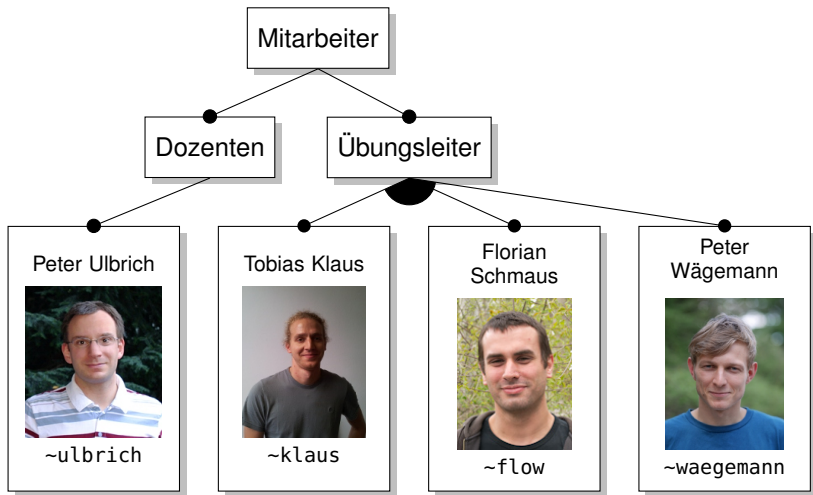 Mitarbeiter
Dozenten
Übungsleiter
Peter Ulbrich
~ulbrich
Tobias Klaus
~klaus
Florian
Schmaus
~flow
Peter
Wägemann
~waegemann